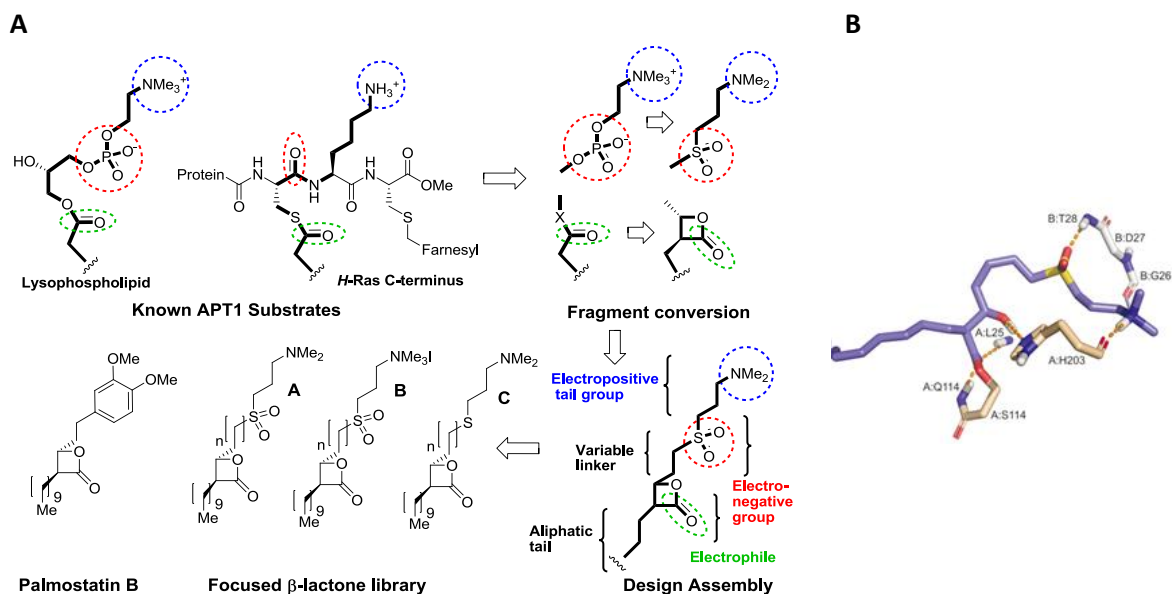 A
B
NMe3+
O
O
P
O-
O
HO
O
O
Lysophospholipid
NH3+
O
H
N
N
H
O
H
N
O
OMe
Protein
O
S
O
S
Farnesyl
H-Ras C-terminus
Known APT1 Substrates
NMe3+
O
O
P
O-
O
NMe2
S
O
O
X
O
O
O
Fragment conversion
B:T28
B:D27
B:G26
A:L25
A:H203
A:Q114
A:S114
OMe
OMe
O
O
[ ]9
Me
Palmostatin B
NMe2
A
S
O
O
[ ]n
O
O
[ ]9
Me
NMe3I
B
S
O
O
[ ]n
O
O
[ ]9
Me
NMe2
C
S
[ ]n
O
O
[ ]9
Me
Focused β-lactone library
Electropositive
tail group
NMe2
S
O-
O-
Variable
linker
O
O
Electro-
negative
group
Aliphatic
tail
Electrophile
Design Assembly